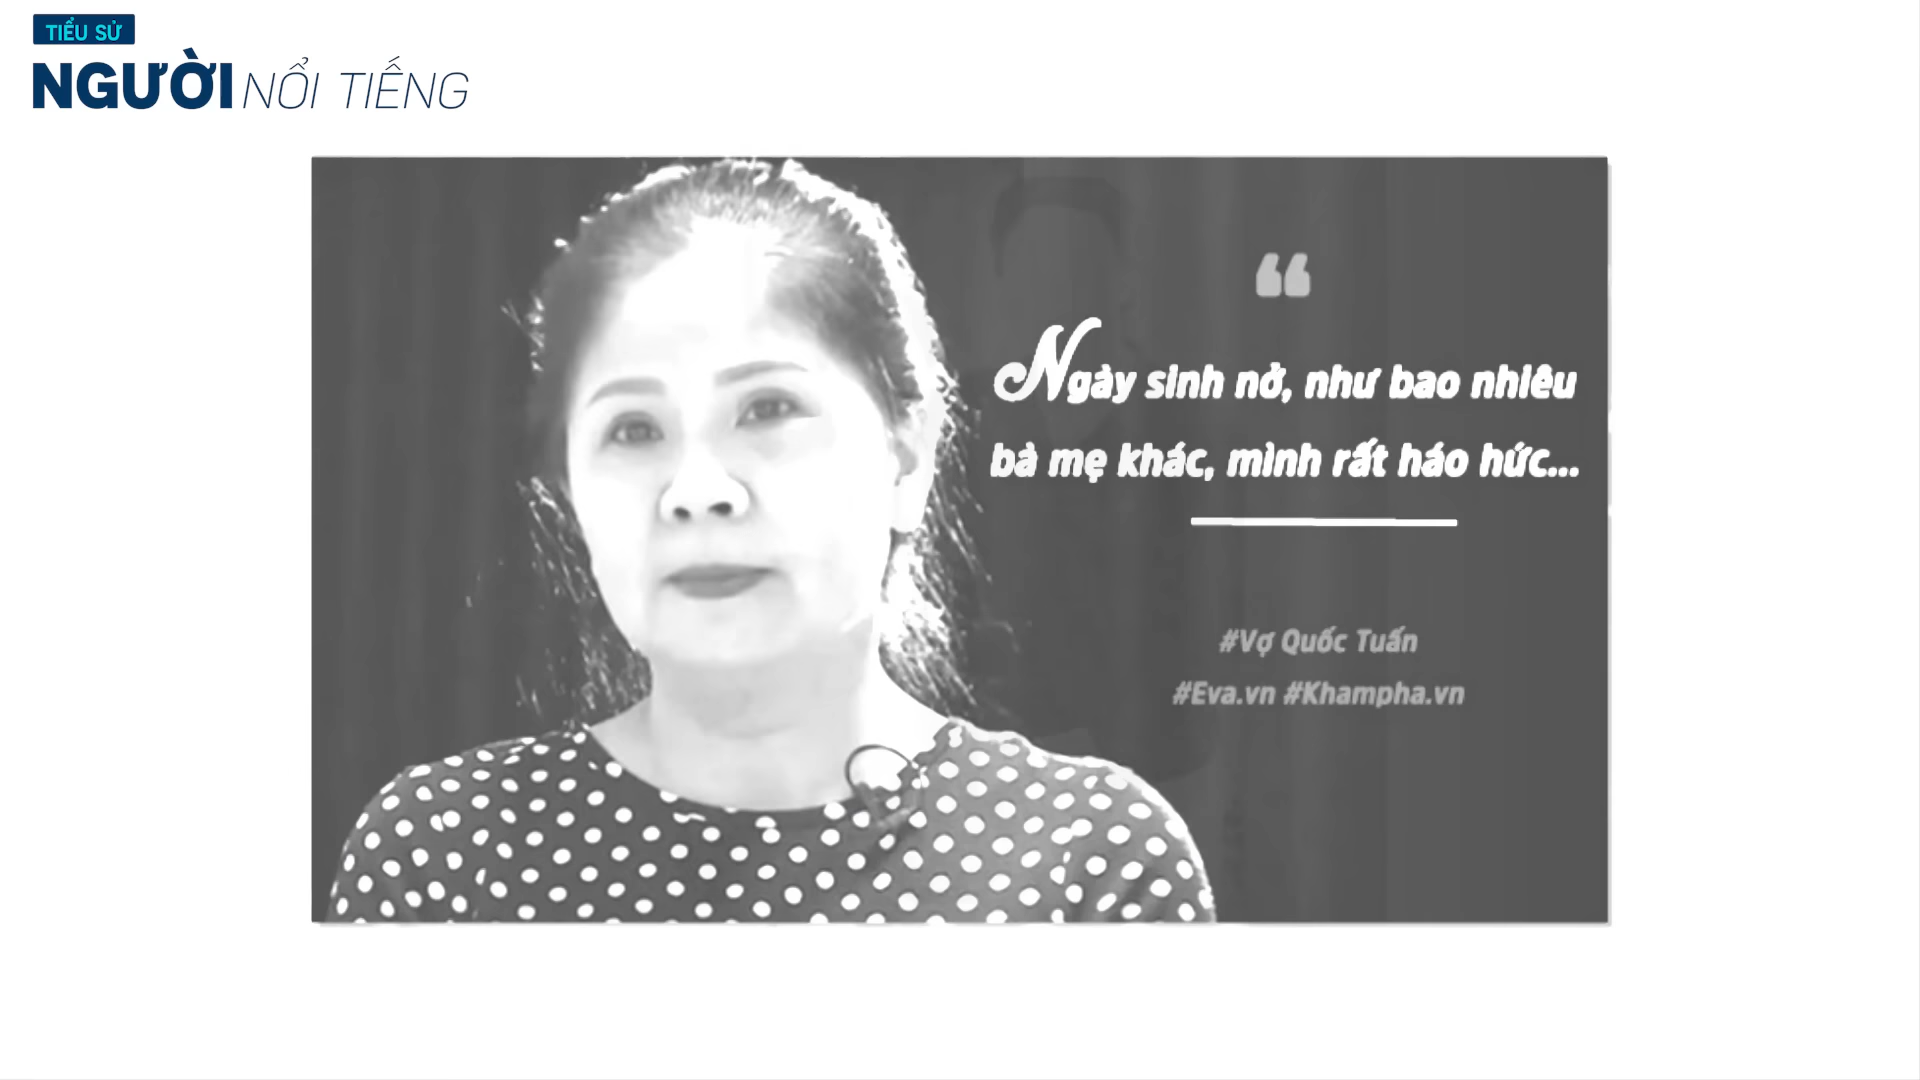 TIỂU SỬ
NGƯỜI NỔI TIẾNG
Ngày sinh nở, như bao nhiêu
bà mẹ khác, mình rất háo hức...
#Vợ Quốc Tuấn
#Eva.vn #Khampha.vn